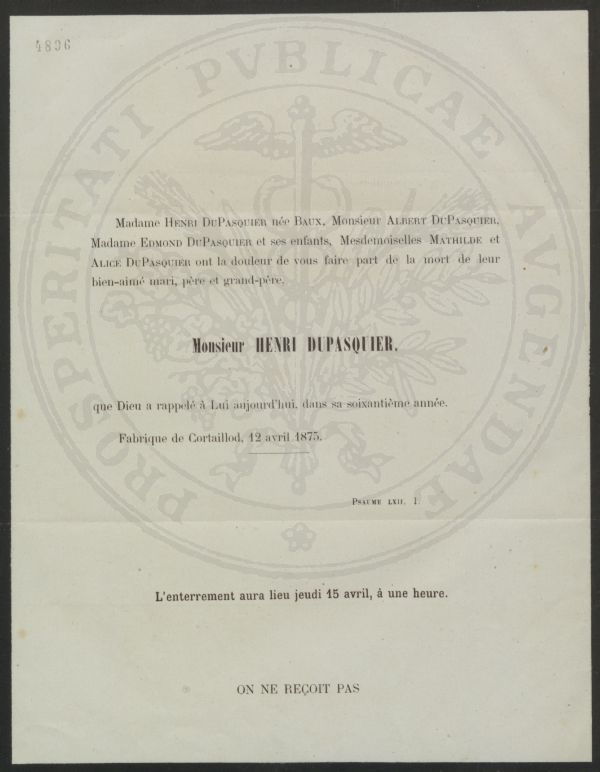 4896
PROSPERITATI PVBLICAE AVGENDAE
Madame HENRI DUPASQUIER née BAUX, Monsieur ALBERT DUPASQUIER,
Madame EDMOND DUPASQUIER et ses enfants, Mesdemoiselles MATHILDE et
ALICE DUPASQUIER ont la douleur de vous faire part de la mort de leur
bien-aimé mari, père et grand-père,
Monsieur HENRI DUPASQUIER,
que Dieu a rappelé à Lui aujourd'hui, dans sa soixantième année.
Fabrique de Cortaillod, 12 avril 1875.
PSAUME LXII, 1.
L'enterrement aura lieu jeudi 15 avril, à une heure.
ON NE REÇOIT PAS